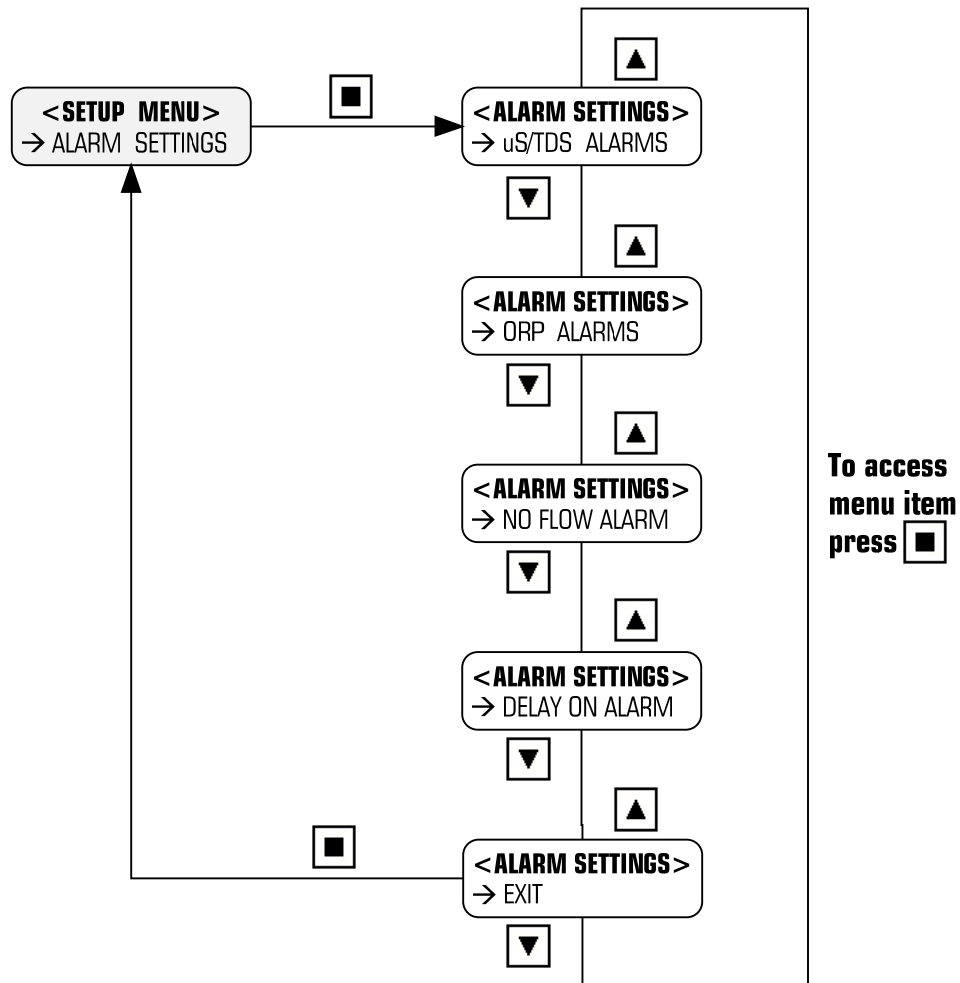 <SETUP MENU>
→ ALARM SETTINGS
<ALARM SETTINGS>
→ uS/TDS ALARMS
<ALARM SETTINGS>
→ ORP ALARMS
<ALARM SETTINGS>
→ NO FLOW ALARM
<ALARM SETTINGS>
→ DELAY ON ALARM
<ALARM SETTINGS>
→ EXIT
To access
menu item
press